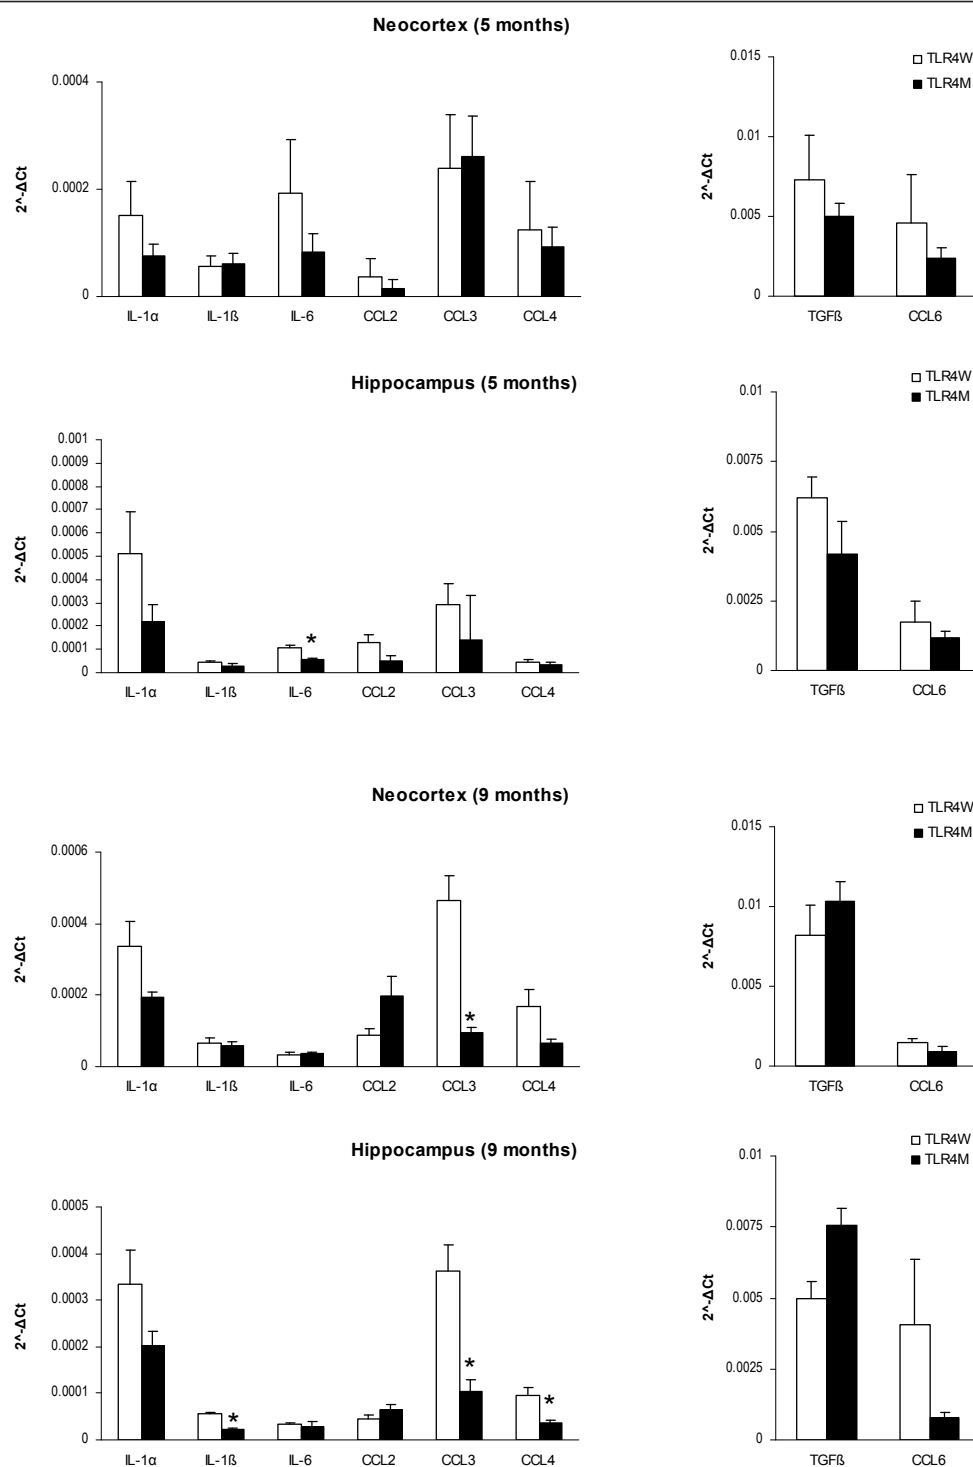 Neocortex (5 months)
0.0004
0.0002
0
2^-ΔCt
IL-1α IL-1ß IL-6 CCL2 CCL3 CCL4
0.015
0.01
0.005
0
2^-ΔCt
TGFß CCL6
TLR4W
TLR4M
Hippocampus (5 months)
0.001
0.0009
0.0008
0.0007
0.0006
0.0005
0.0004
0.0003
0.0002
0.0001
0
2^-ΔCt
*
IL-1α IL-1ß IL-6 CCL2 CCL3 CCL4
0.01
0.0075
0.005
0.0025
0
2^-ΔCt
TGFß CCL6
TLR4W
TLR4M
Neocortex (9 months)
0.0006
0.0004
0.0002
0
2^-ΔCt
*
IL-1α IL-1ß IL-6 CCL2 CCL3 CCL4
0.015
0.01
0.005
0
2^-ΔCt
TGFß CCL6
TLR4W
TLR4M
Hippocampus (9 months)
0.0005
0.0004
0.0003
0.0002
0.0001
0
2^-ΔCt
* * *
IL-1α IL-1ß IL-6 CCL2 CCL3 CCL4
0.01
0.0075
0.005
0.0025
0
2^-ΔCt
TGFß CCL6
TLR4W
TLR4M